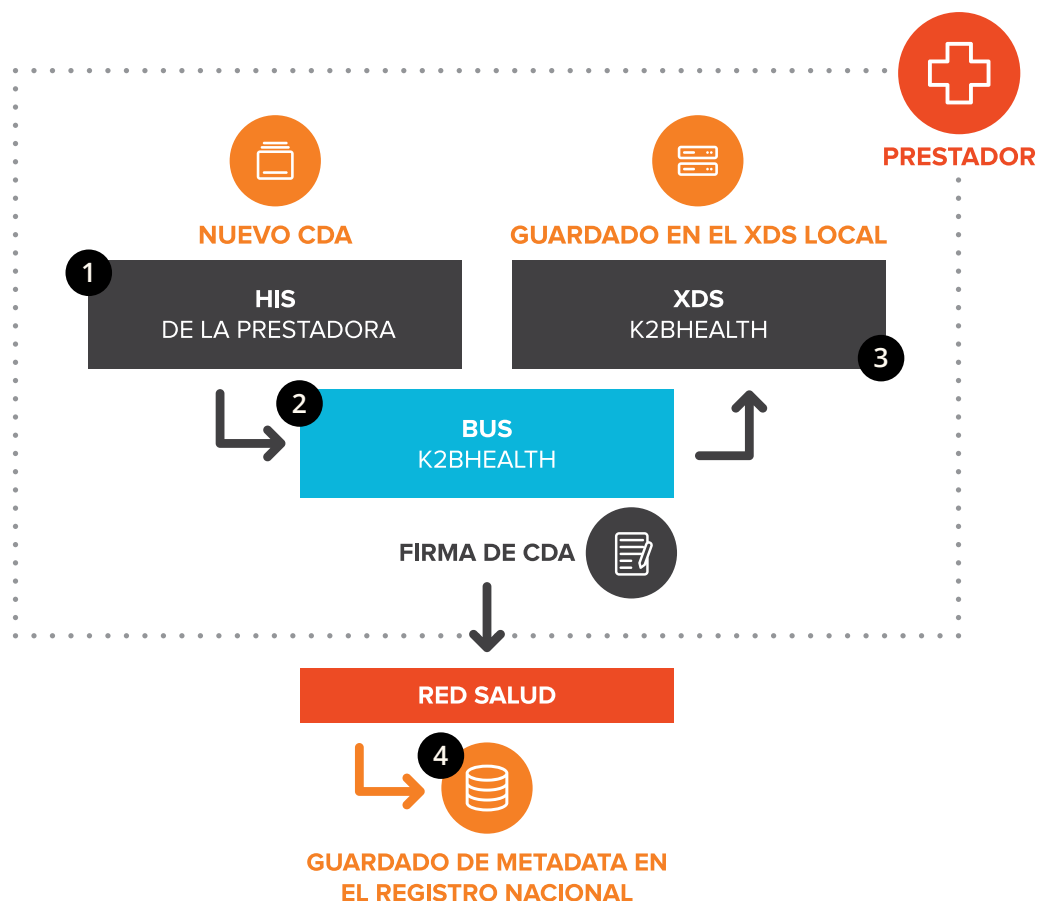 PRESTADOR
NUEVO CDA
GUARDADO EN EL XDS LOCAL
1
HIS
DE LA PRESTADORA
XDS
K2BHEALTH
3
2
BUS
K2BHEALTH
FIRMA DE CDA
RED SALUD
4
GUARDADO DE METADATA EN
EL REGISTRO NACIONAL